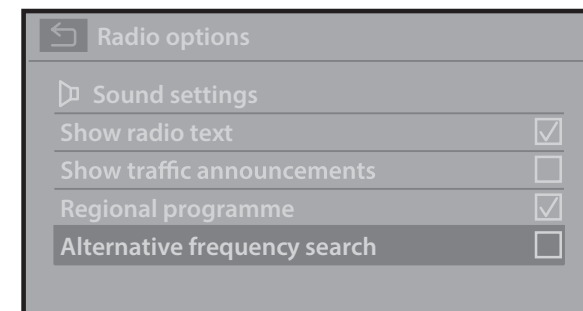 Radio options
Sound settings
Show radio text
Show traffic announcements
Regional programme
Alternative frequency search